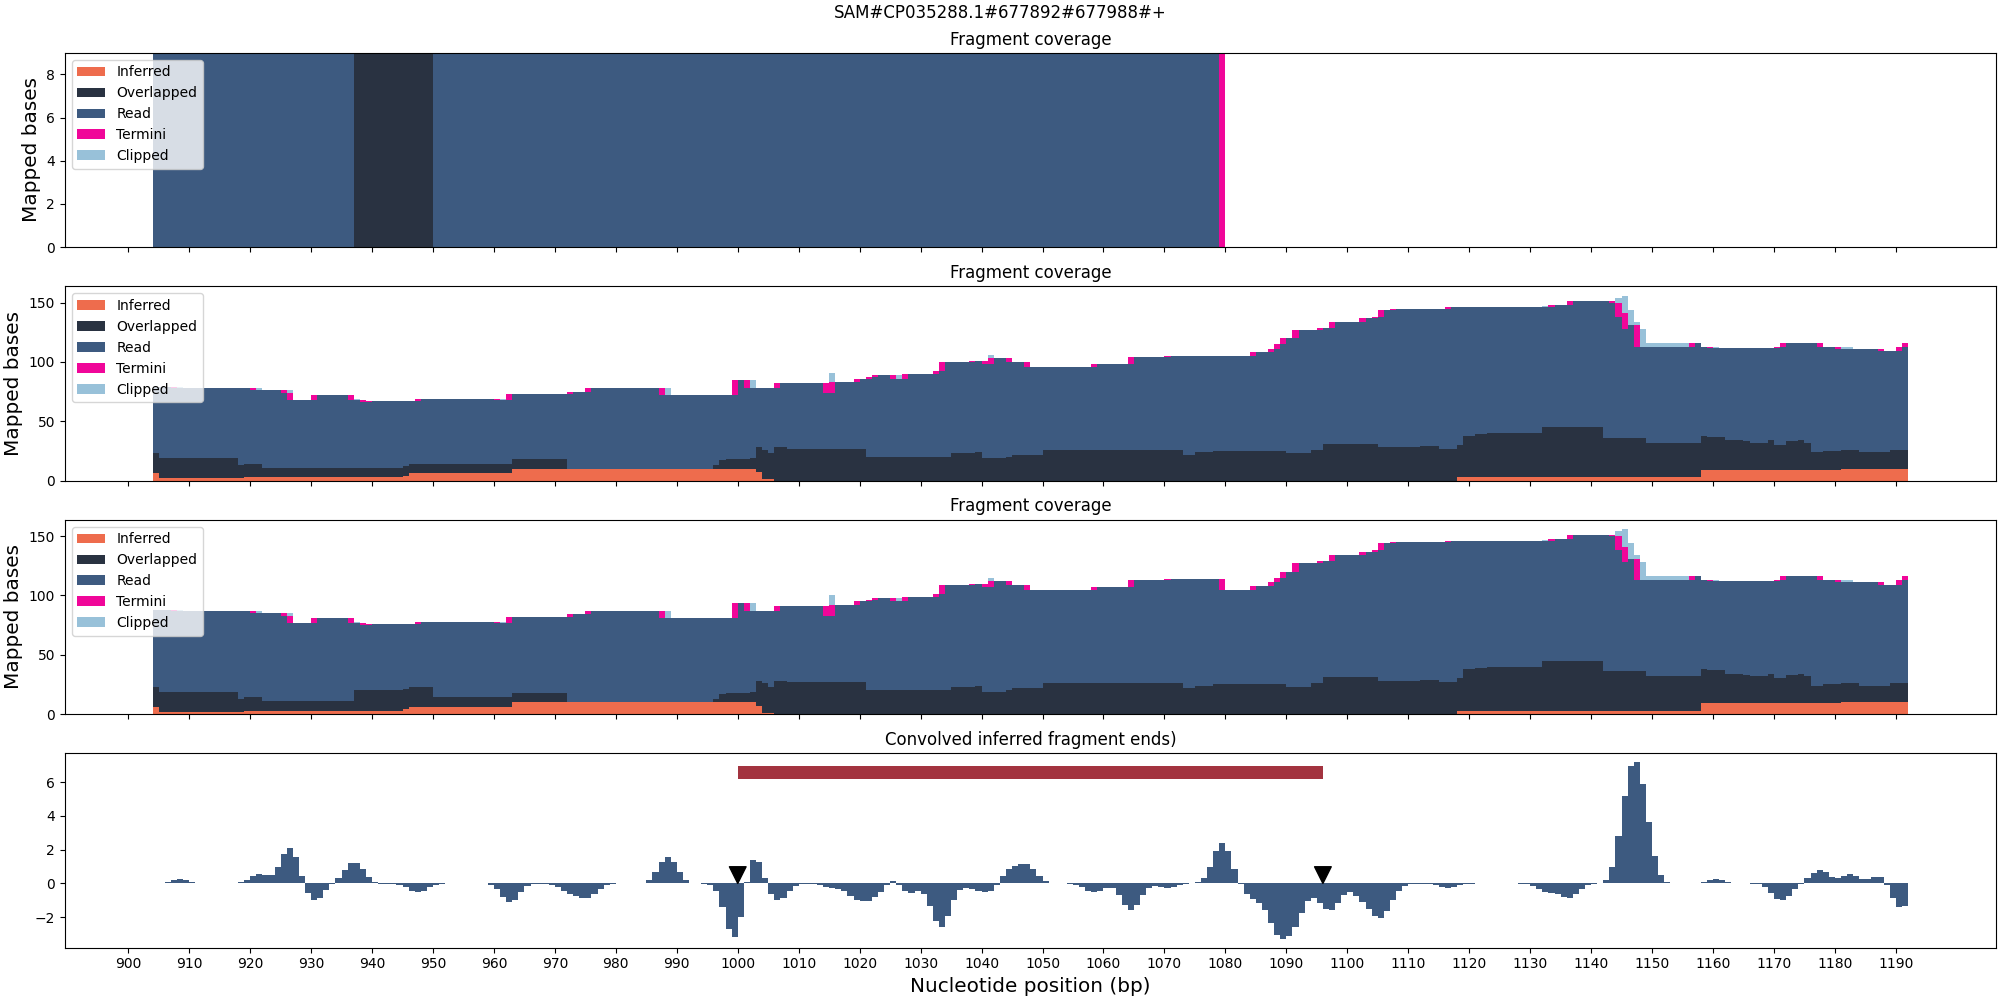 SAM#CP035288.1#677892#677988#+
Fragment coverage
Mapped bases
8
6
4
2
0
Inferred
Overlapped
Read
Termini
Clipped
Fragment coverage
Mapped bases
150
100
50
0
Inferred
Overlapped
Read
Termini
Clipped
Fragment coverage
Mapped bases
150
100
50
0
Inferred
Overlapped
Read
Termini
Clipped
Convolved inferred fragment ends)
6
4
2
0
−2
900 910 920 930 940 950 960 970 980 990 1000 1010 1020 1030 1040 1050 1060 1070 1080 1090 1100 1110 1120 1130 1140 1150 1160 1170 1180 1190
Nucleotide position (bp)